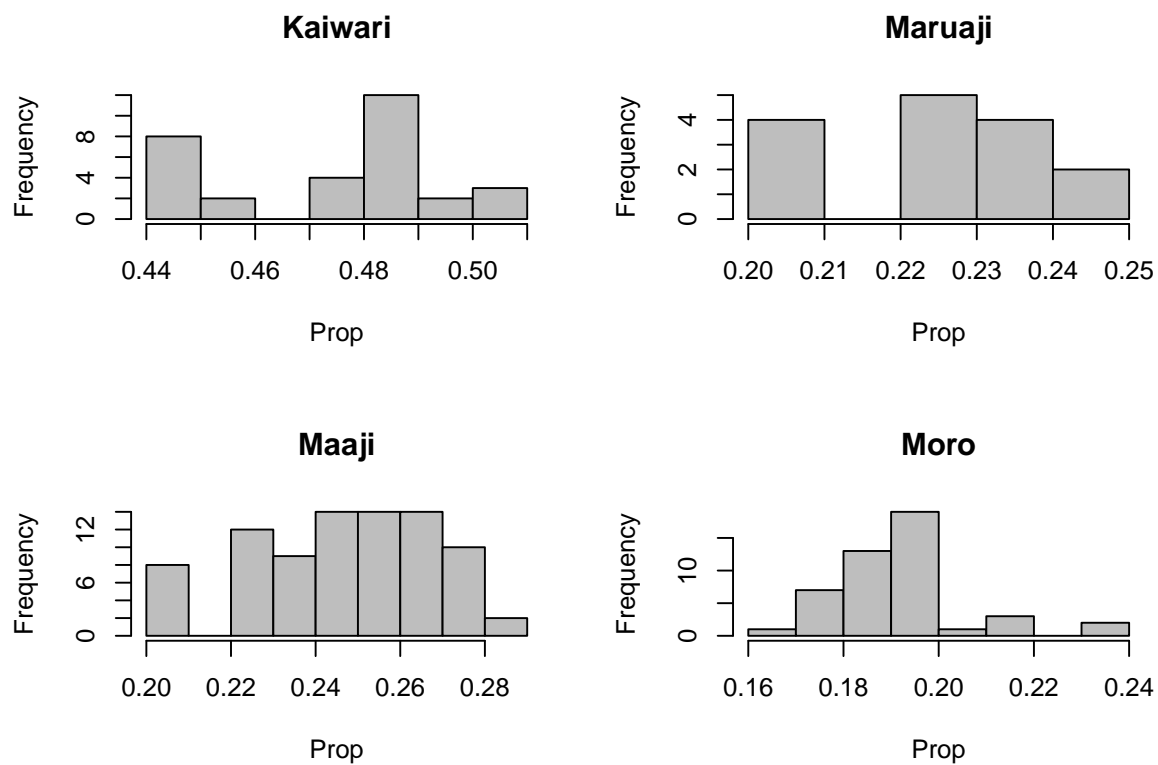 Kaiwari
Frequency
0 4 8
0.44 0.46 0.48 0.50
Prop
Maruaji
Frequency
0 2 4
0.20 0.21 0.22 0.23 0.24 0.25
Prop
Maaji
Frequency
0 6 12
0.20 0.22 0.24 0.26 0.28
Prop
Moro
Frequency
0 10
0.16 0.18 0.20 0.22 0.24
Prop